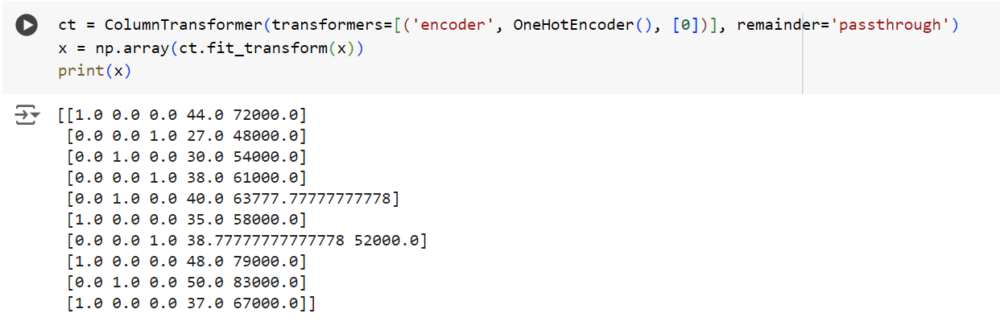 ct = ColumnTransformer(transformers=[('encoder', OneHotEncoder(), [0])], remainder='passthrough')
x = np.array(ct.fit_transform(x))
print(x)
[[1.0 0.0 0.0 44.0 72000.0]
[0.0 0.0 1.0 27.0 48000.0]
[0.0 1.0 0.0 30.0 54000.0]
[0.0 0.0 1.0 38.0 61000.0]
[0.0 1.0 0.0 40.0 63777.77777777778]
[1.0 0.0 0.0 35.0 58000.0]
[0.0 0.0 1.0 38.77777777777778 52000.0]
[1.0 0.0 0.0 48.0 79000.0]
[0.0 1.0 0.0 50.0 83000.0]
[1.0 0.0 0.0 37.0 67000.0]]